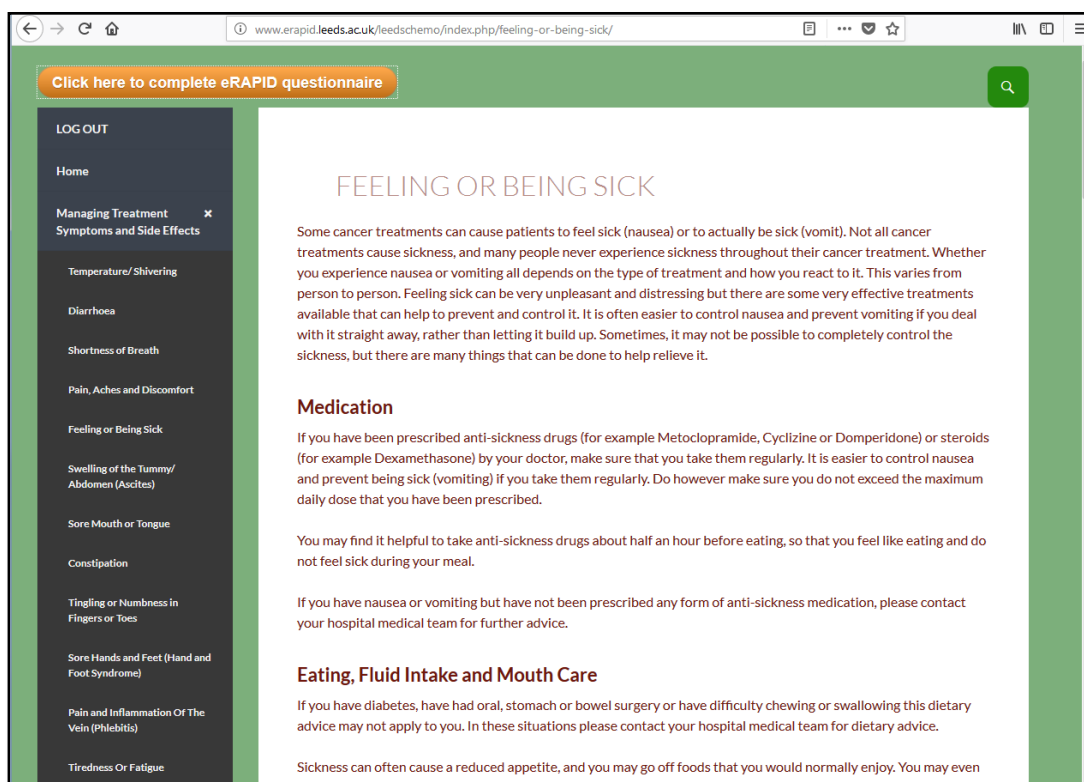 www.erapid.leeds.ac.uk/leedschemo/index.php/feeling-or-being-sick/
Click here to complete eRAPID questionnaire
LOG OUT
Home
Managing Treatment
Symptoms and Side Effects
Temperature/ Shivering
Diarrhoea
Shortness of Breath
Pain, Aches and Discomfort
Feeling or Being Sick
Swelling of the Tummy/
Abdomen (Ascites)
Sore Mouth or Tongue
Constipation
Tingling or Numbness in
Fingers or Toes
Sore Hands and Feet (Hand and
Foot Syndrome)
Pain and Inflammation Of The
Vein (Phlebitis)
Tiredness Or Fatigue
FEELING OR BEING SICK
Some cancer treatments can cause patients to feel sick (nausea) or to actually be sick (vomit). Not all cancer
treatments cause sickness, and many people never experience sickness throughout their cancer treatment. Whether
you experience nausea or vomiting all depends on the type of treatment and how you react to it. This varies from
person to person. Feeling sick can be very unpleasant and distressing but there are some very effective treatments
available that can help to prevent and control it. It is often easier to control nausea and prevent vomiting if you deal
with it straight away, rather than letting it build up. Sometimes, it may not be possible to completely control the
sickness, but there are many things that can be done to help relieve it.
Medication
If you have been prescribed anti-sickness drugs (for example Metoclopramide, Cyclizine or Domperidone) or steroids
(for example Dexamethasone) by your doctor, make sure that you take them regularly. It is easier to control nausea
and prevent being sick (vomiting) if you take them regularly. Do however make sure you do not exceed the maximum
daily dose that you have been prescribed.
You may find it helpful to take anti-sickness drugs about half an hour before eating, so that you feel like eating and do
not feel sick during your meal.
If you have nausea or vomiting but have not been prescribed any form of anti-sickness medication, please contact
your hospital medical team for further advice.
Eating, Fluid Intake and Mouth Care
If you have diabetes, have had oral, stomach or bowel surgery or have difficulty chewing or swallowing this dietary
advice may not apply to you. In these situations please contact your hospital medical team for dietary advice.
Sickness can often cause a reduced appetite, and you may go off foods that you would normally enjoy. You may even